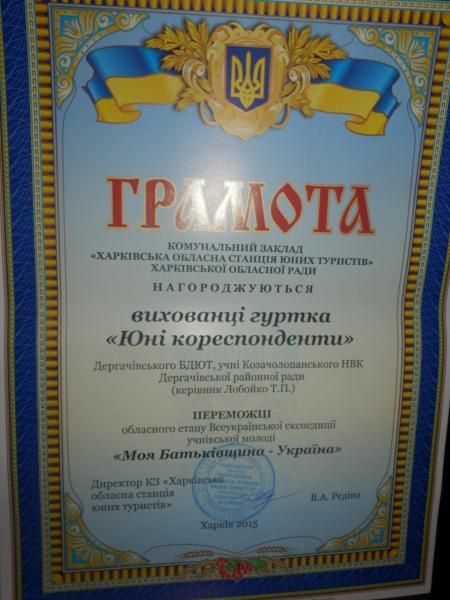 ГРАМОТА
КОМУНАЛЬНИЙ ЗАКЛАД
«ХАРКІВСЬКА ОБЛАСНА СТАНЦІЯ ЮНИХ ТУРИСТІВ»
ХАРКІВСЬКОЇ ОБЛАСНОЇ РАДИ
НАГОРОДЖУЮТЬСЯ
вихованці гуртка
«Юні кореспонденти»
Дергачівського БДЮТ, учні Козачолопанського НВК
Дергачівської районної ради
(керівник Лобойко Т.П.)
ПЕРЕМОЖЦІ
обласного етапу Всеукраїнської експедиції
учнівської молоді
«Моя Батьківщина - Україна»
Директор КЗ «Харківська
обласна станція
юних туристів»
В.А. Редіна
Харків 2015